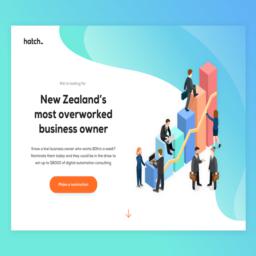 hatch.
We're looking for
New Zealand's
most overworked
business owner
Know a kiwi business owner who works 80hrs a week?
Nominate them today and they could be in the draw to
win up to $8000 of digital automation consulting.
Make a nomination